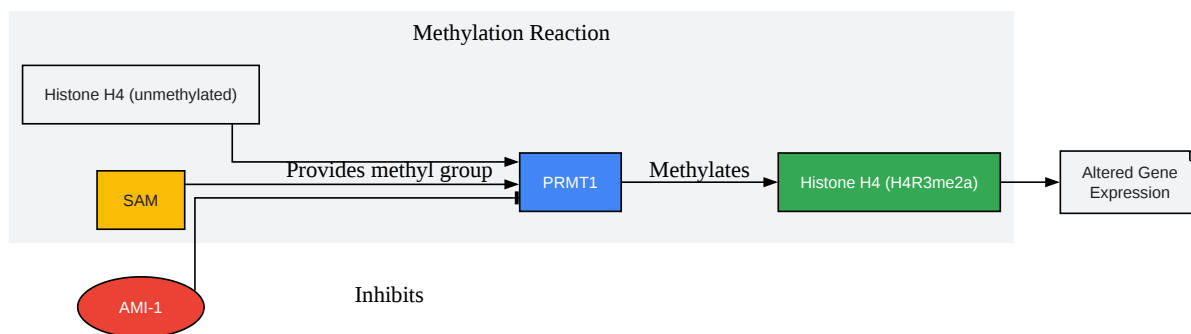 Methylation Reaction
Histone H4 (unmethylated)
Provides methyl group
SAM
PRMT1
Methylates
Histone H4 (H4R3me2a)
Altered Gene
Expression
AMI-1
Inhibits